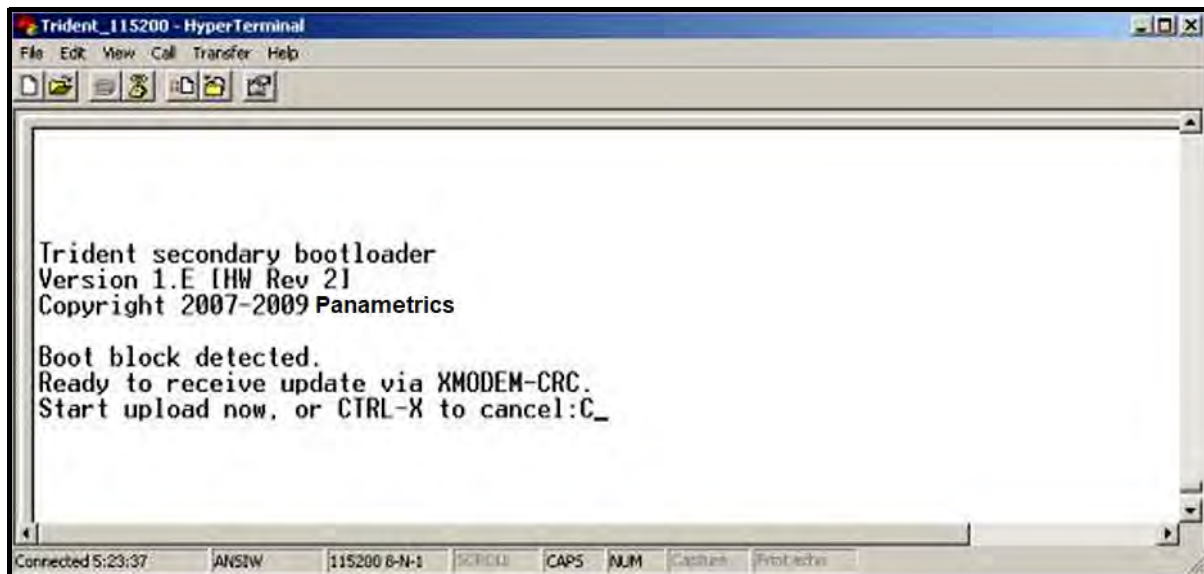 Trident_115200 - HyperTerminal
File Edit View Call Transfer Help
Trident secondary bootloader
Version 1.E [HW Rev 2]
Copyright 2007-2009 Panametrics
Boot block detected.
Ready to receive update via XMODEM-CRC.
Start upload now, or CTRL-X to cancel:C_
Connected 5:23:37 ANSIW 115200 8-N-1 SCROLL CAPS NUM Capture Print echo